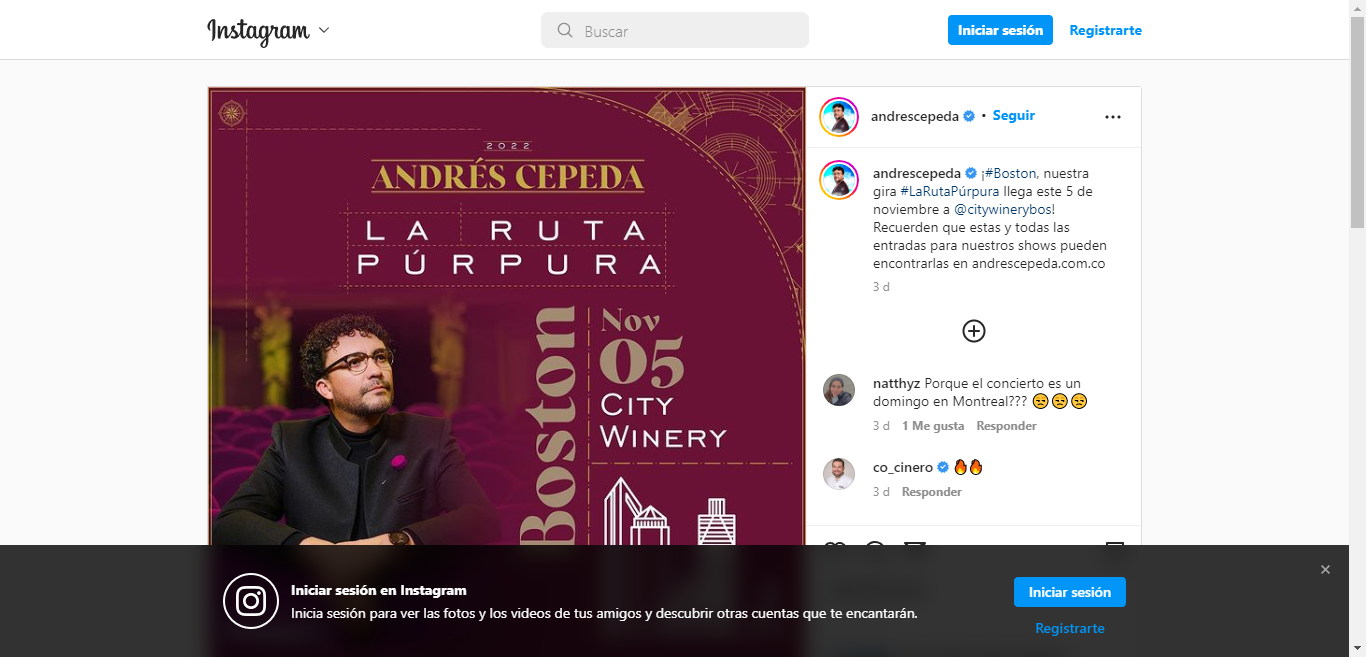 Instagram
Buscar
Iniciar sesión
Registrarte
2022
ANDRÉS CEPEDA
LA RUTA
PÚRPURA
Boston
Nov
05
CITY
WINERY
andrescepeda • Seguir
andrescepeda ¡#Boston, nuestra
gira #LaRutaPúrpura llega este 5 de
noviembre a @citywinerybos!
Recuerden que estas y todas las
entradas para nuestros shows pueden
encontrarlas en andrescepeda.com.co
3 d
natthyz Porque el concierto es un
domingo en Montreal??? 😒😒😒
3 d 1 Me gusta Responder
co_cinero 🔥🔥
3 d Responder
Iniciar sesión en Instagram
Inicia sesión para ver las fotos y los videos de tus amigos y descubrir otras cuentas que te encantarán.
Iniciar sesión
Registrarte